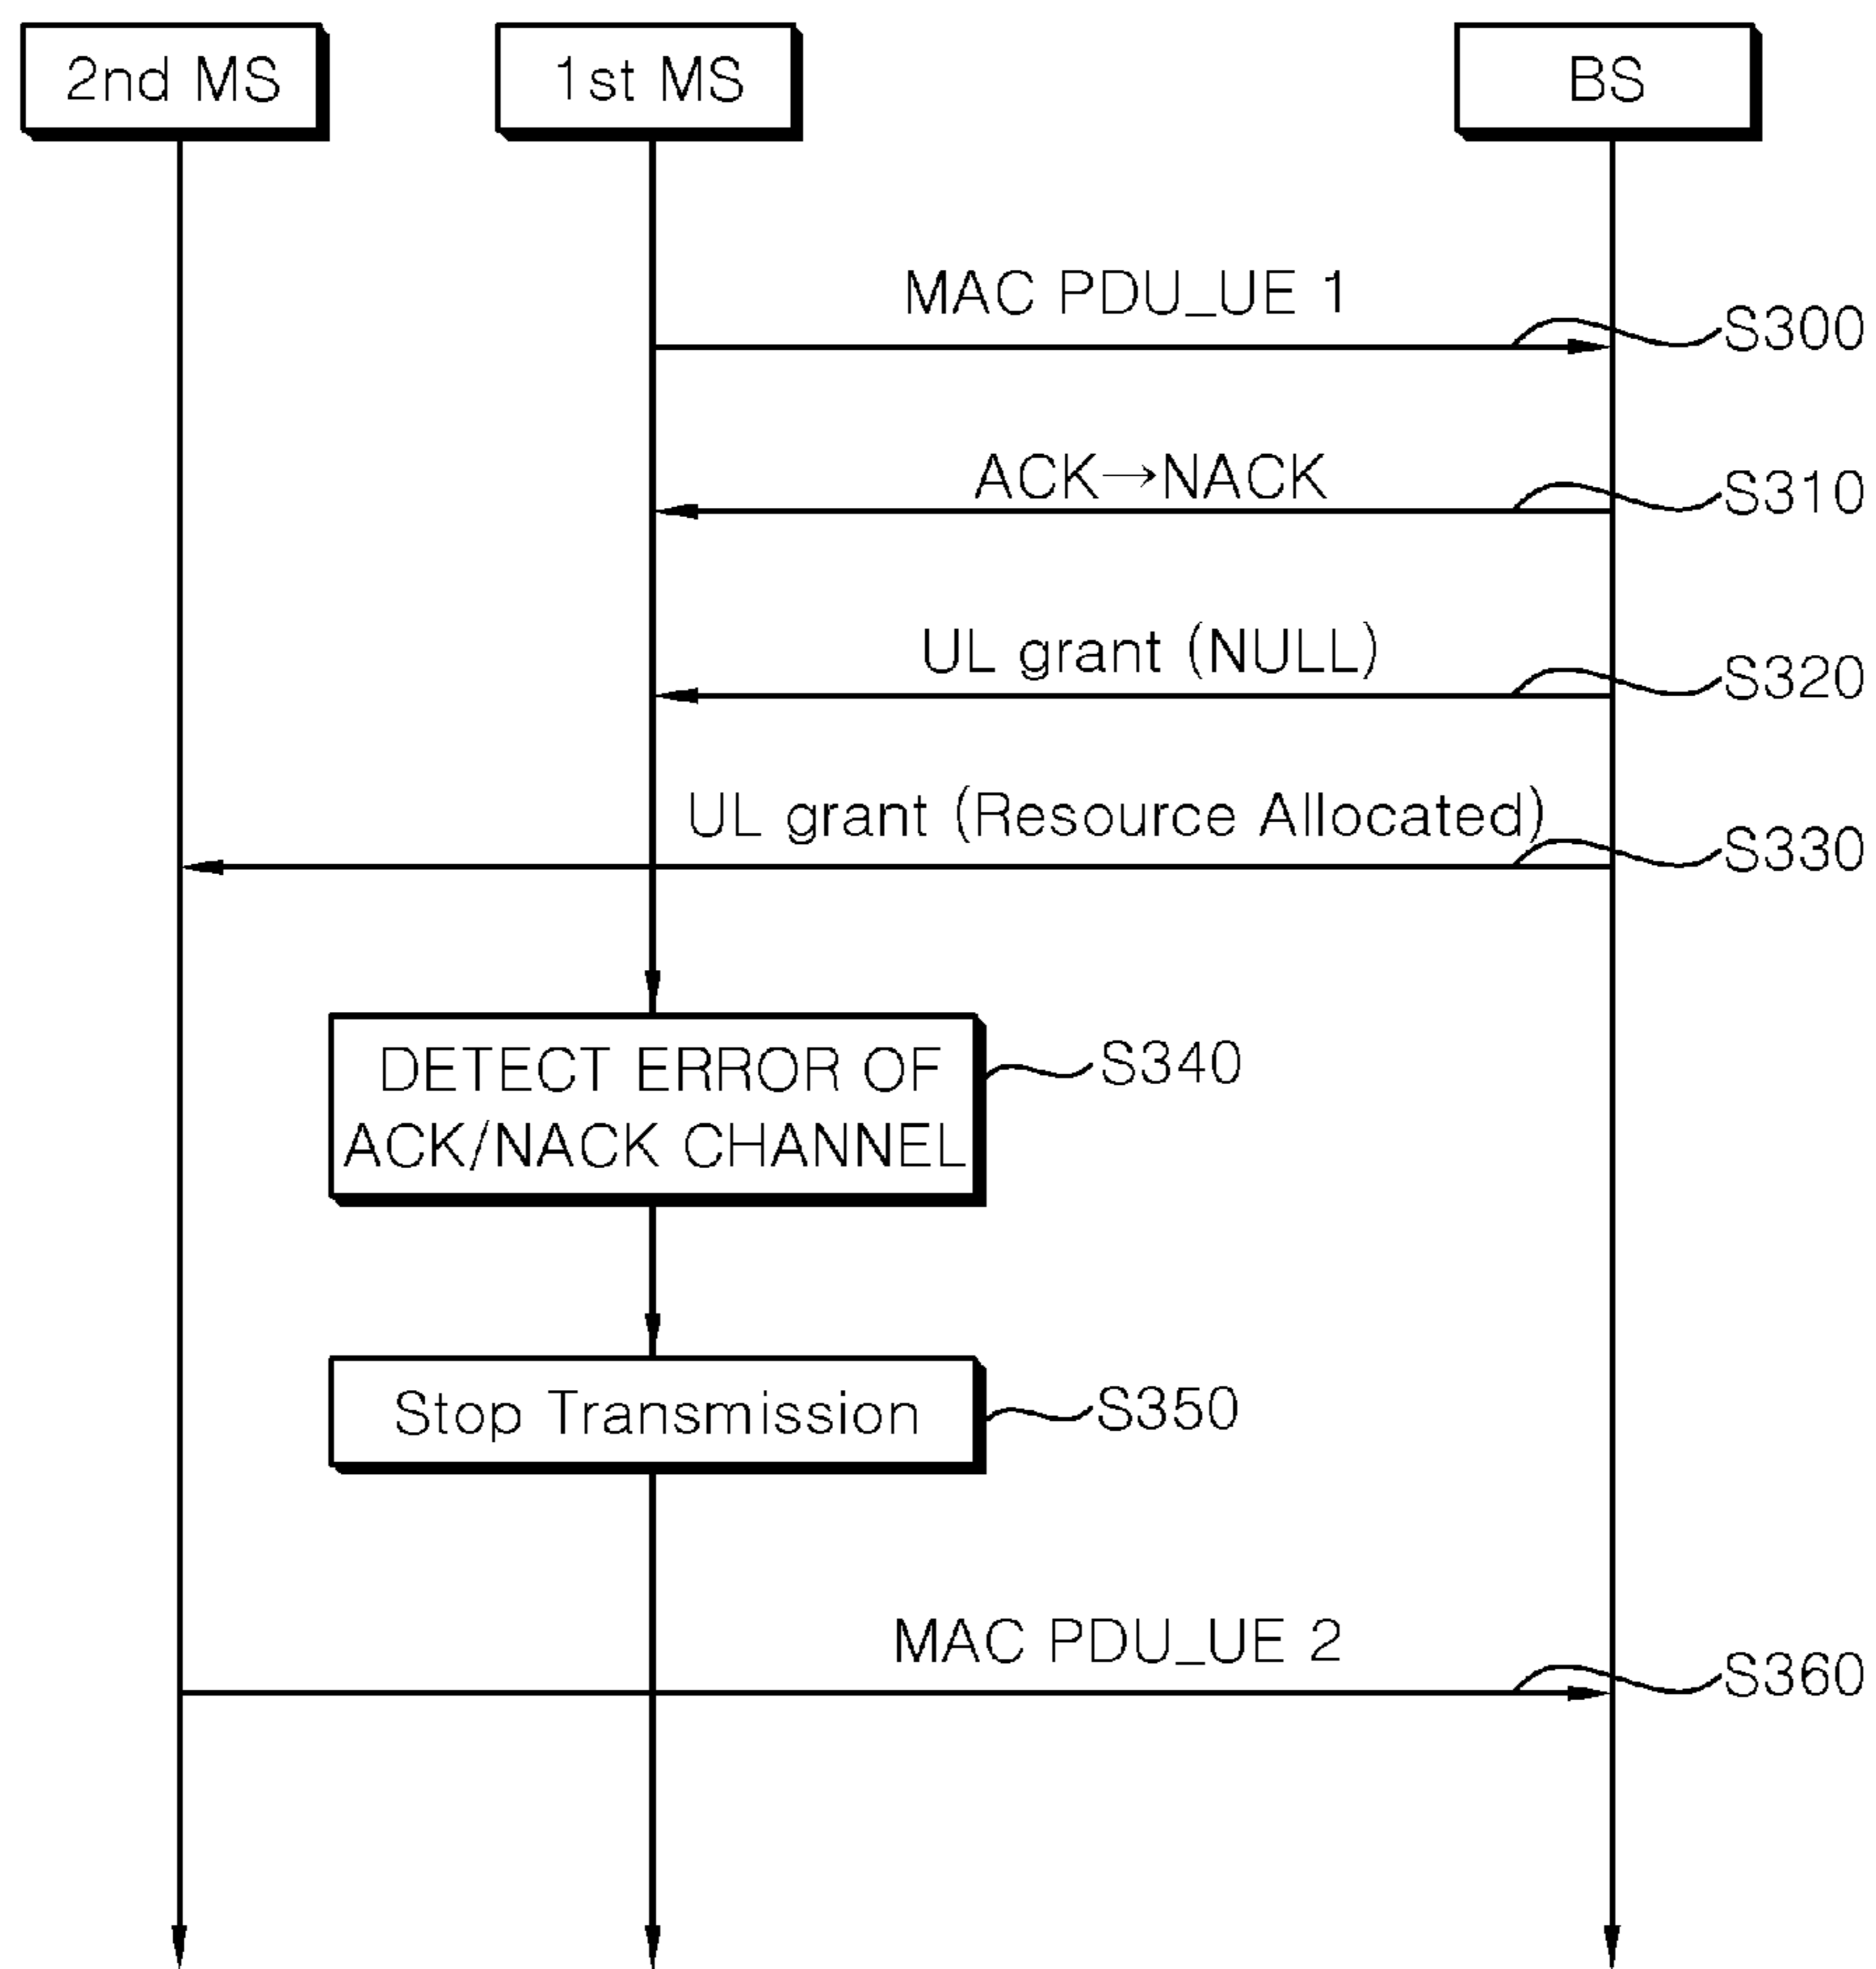 2nd MS
1st MS
BS
MAC PDU_UE 1
S300
ACK→NACK
S310
UL grant (NULL)
S320
UL grant (Resource Allocated)
S330
DETECT ERROR OF
ACK/NACK CHANNEL
S340
Stop Transmission
S350
MAC PDU_UE 2
S360